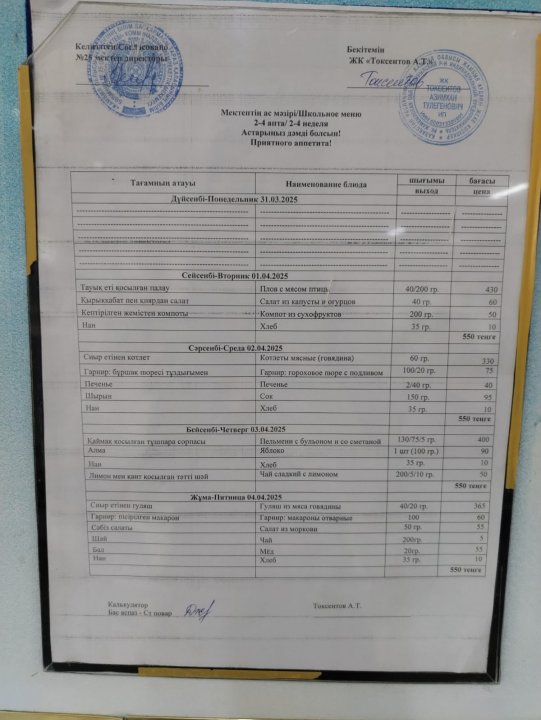 Келісілген Согласовано
№25 мектеп директоры
Бекітемін
ЖК «Токсеитов А.Т.»
ЖК
ТОКСЕИТОВ
АЗАМАТ
ТУЛЕГЕНОВИЧ
ИП
Мектептің ас мәзірі/Школьное меню
2-4 апта/ 2-4 неделя
Астарыңыз дәмді болсын!
Приятного аппетита!
Тағамның атауы Наименование блюда шығымы выход бағасы цена
Дүйсенбі-Понедельник 31.03.2025
Сейсенбі-Вторник 01.04.2025
Тауық еті қосылған палау Плов с мясом птицы 40/200 гр. 430
Қырыққабат пен қиярдан салат Салат из капусты и огурцов 40 гр. 60
Кептірілген жемістен компоты Компот из сухофруктов 200 гр. 50
Нан Хлеб 35 гр. 10
550 тенге
Сәрсенбі-Среда 02.04.2025
Сиыр етінен котлет Котлеты мясные (говядина) 60 гр. 330
Гарнир: бұршақ пюресі тұздығымен Гарнир: гороховое пюре с подливом 100/20 гр. 75
Печенье Печенье 2/40 гр. 40
Шырын Сок 150 гр. 95
Нан Хлеб 35 гр. 10
550 тенге
Бейсенбі-Четверг 03.04.2025
Қаймақ қосылған тұшпара сорпасы Пельмени с бульоном и со сметаной 130/75/5 гр. 400
Алма Яблоко 1 шт (100 гр.) 90
Нан Хлеб 35 гр. 10
Лимон мен қант қосылған тәтті шай Чай сладкий с лимоном 200/5/10 гр. 50
550 тенге
Жұма-Пятница 04.04.2025
Сиыр етінен гуляш Гуляш из мяса говядины 40/20 гр. 365
Гарнир: пісірілген макарон Гарнир: макароны отварные 100 60
Сәбіз салаты Салат из моркови 50 гр. 55
Шай Чай 200гр. 5
Бал Мёд 20гр. 55
Нан Хлеб 35 гр. 10
550 тенге
Калькулятор Токсеитов А.Т.
Бас аспаз - Ст повар